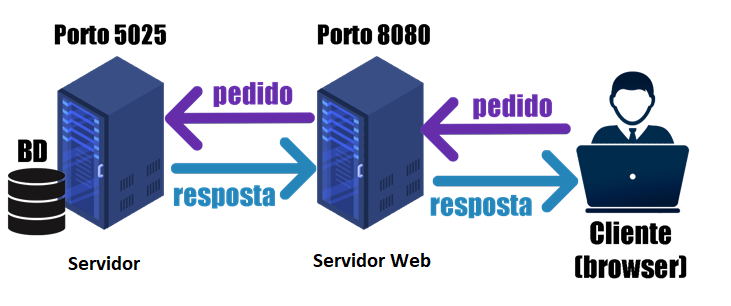 Porto 5025
Porto 8080
pedido
pedido
BD
resposta
resposta
Servidor
Servidor Web
Cliente
(browser)